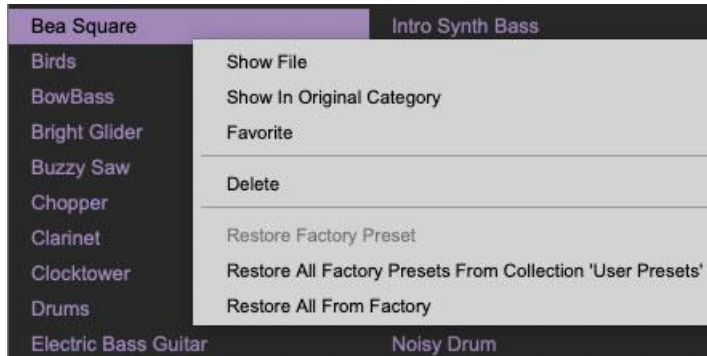 Bea Square
Intro Synth Bass
Birds
BowBass
Bright Glider
Buzzy Saw
Chopper
Clarinet
Clocktower
Drums
Electric Bass Guitar
Noisy Drum
Show File
Show In Original Category
Favorite
Delete
Restore Factory Preset
Restore All Factory Presets From Collection 'User Presets'
Restore All From Factory